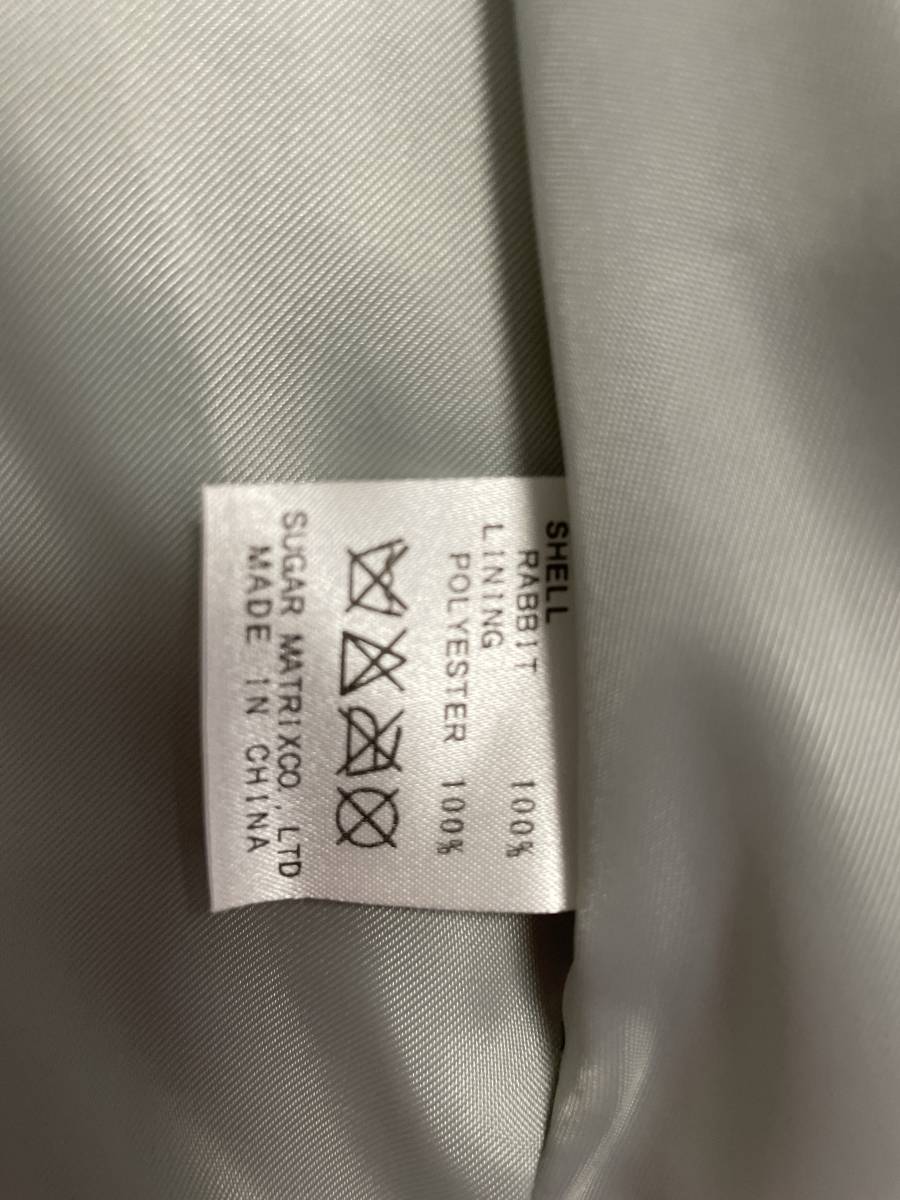 SHELL
RABBIT 100%
LINING
POLYESTER 100%
SUGAR MATRIXCO.,LTD
MADE IN CHINA